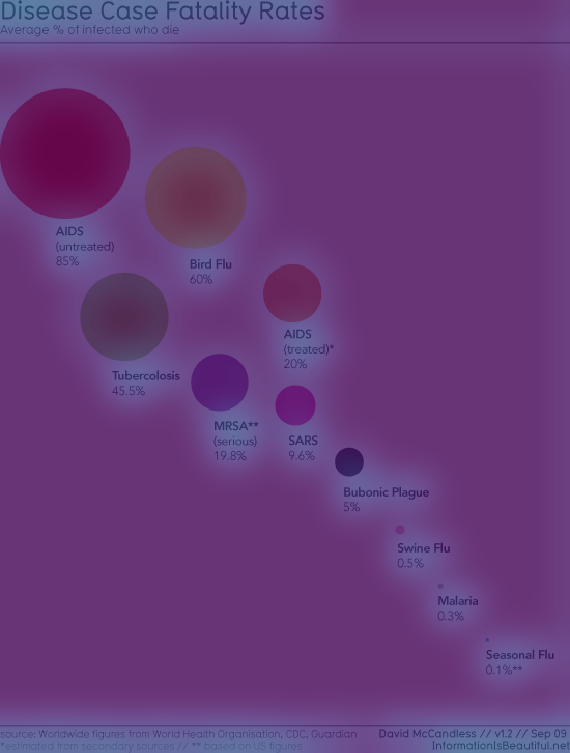 Disease Case Fatality Rates
Average % of infected who die
AIDS
(untreated)
85%
Bird Flu
60%
AIDS
(treated)*
20%
Tubercolosis
45.5%
MRSA**
(serious)
19.8%
SARS
9.6%
Bubonic Plague
5%
Swine Flu
0.5%
Malaria
0.3%
Seasonal Flu
0.1%**
source: Worldwide figures from World Health Organisation, CDC, Guardian
*estimated from secondary sources // ** based on US figures
David McCandless // v1.2 // Sep 09
InformationIsBeautiful.net